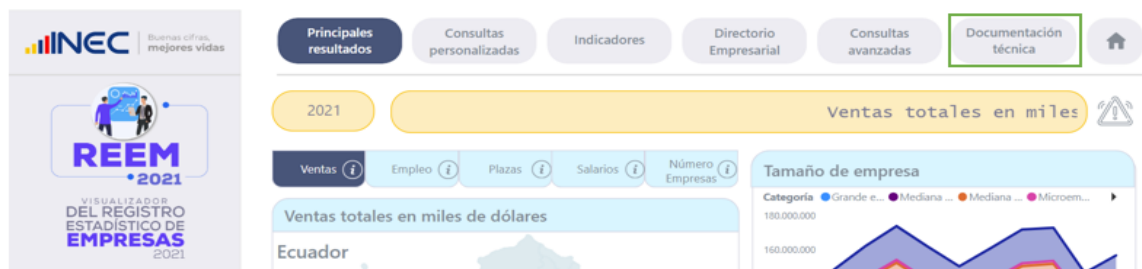 INEC
Buenas cifras,
mejores vidas
REEM
2021
VISUALIZADOR
DEL REGISTRO
ESTADÍSTICO DE
EMPRESAS
2021
Principales
resultados
Consultas
personalizadas
Indicadores
Directorio
Empresarial
Consultas
avanzadas
Documentación
técnica
2021
Ventas totales en miles
Ventas
Empleo
Plazas
Salarios
Número
Empresas
Ventas totales en miles de dólares
Ecuador
Tamaño de empresa
Categoría Grande e... Mediana ... Mediana ... Microem...
180.000.000
160.000.000